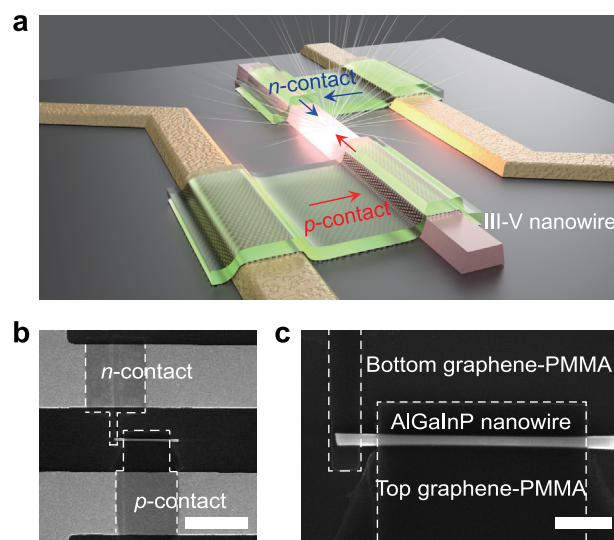 a
n-contact
p-contact
III-V nanowire
b
n-contact
p-contact
c
Bottom graphene-PMMA
AlGaInP nanowire
Top graphene-PMMA